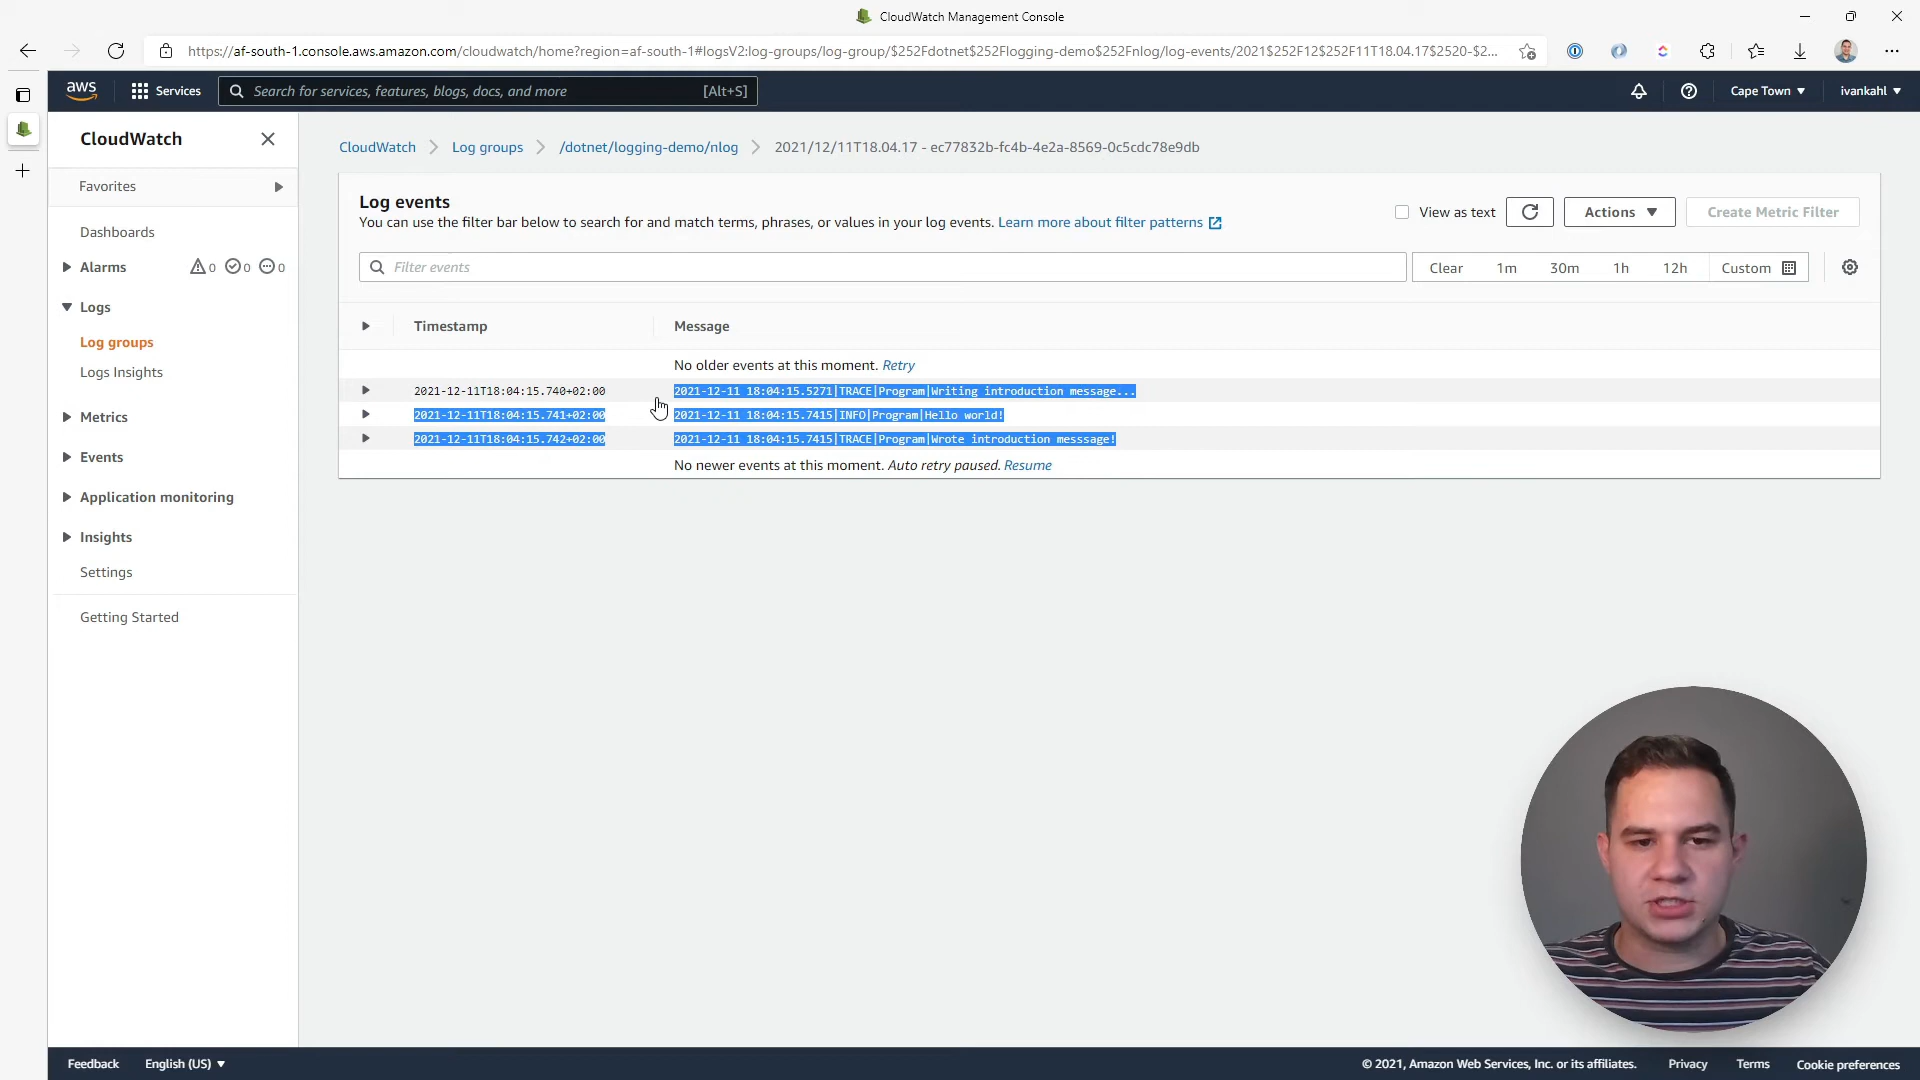 CloudWatch Management Console
https://af-south-1.console.aws.amazon.com/cloudwatch/home?region=af-south-1#logsV2:log-groups/log-group/$252Fdotnet$252Flogging-demo$252Fnlog/log-events/2021$252F12$252F11T18.04.17$2520-$2...
aws Services Search for services, features, blogs, docs, and more [Alt+S] Cape Town ivankahl
CloudWatch
Favorites
Dashboards
Alarms 0 0 0
Logs
Log groups
Logs Insights
Metrics
Events
Application monitoring
Insights
Settings
Getting Started
CloudWatch Log groups /dotnet/logging-demo/nlog 2021/12/11T18.04.17 - ec77832b-fc4b-4e2a-8569-0c5cdc78e9db
Log events
You can use the filter bar below to search for and match terms, phrases, or values in your log events. Learn more about filter patterns
View as text Actions Create Metric Filter
Filter events Clear 1m 30m 1h 12h Custom
Timestamp Message
No older events at this moment. Retry
2021-12-11T18:04:15.740+02:00 2021-12-11 18:04:15.5271|TRACE|Program|Writing introduction message...
2021-12-11T18:04:15.741+02:00 2021-12-11 18:04:15.7415|INFO|Program|Hello world!
2021-12-11T18:04:15.742+02:00 2021-12-11 18:04:15.7415|TRACE|Program|Wrote introduction messsage!
No newer events at this moment. Auto retry paused. Resume
Feedback English (US) © 2021, Amazon Web Services, Inc. or its affiliates. Privacy Terms Cookie preferences